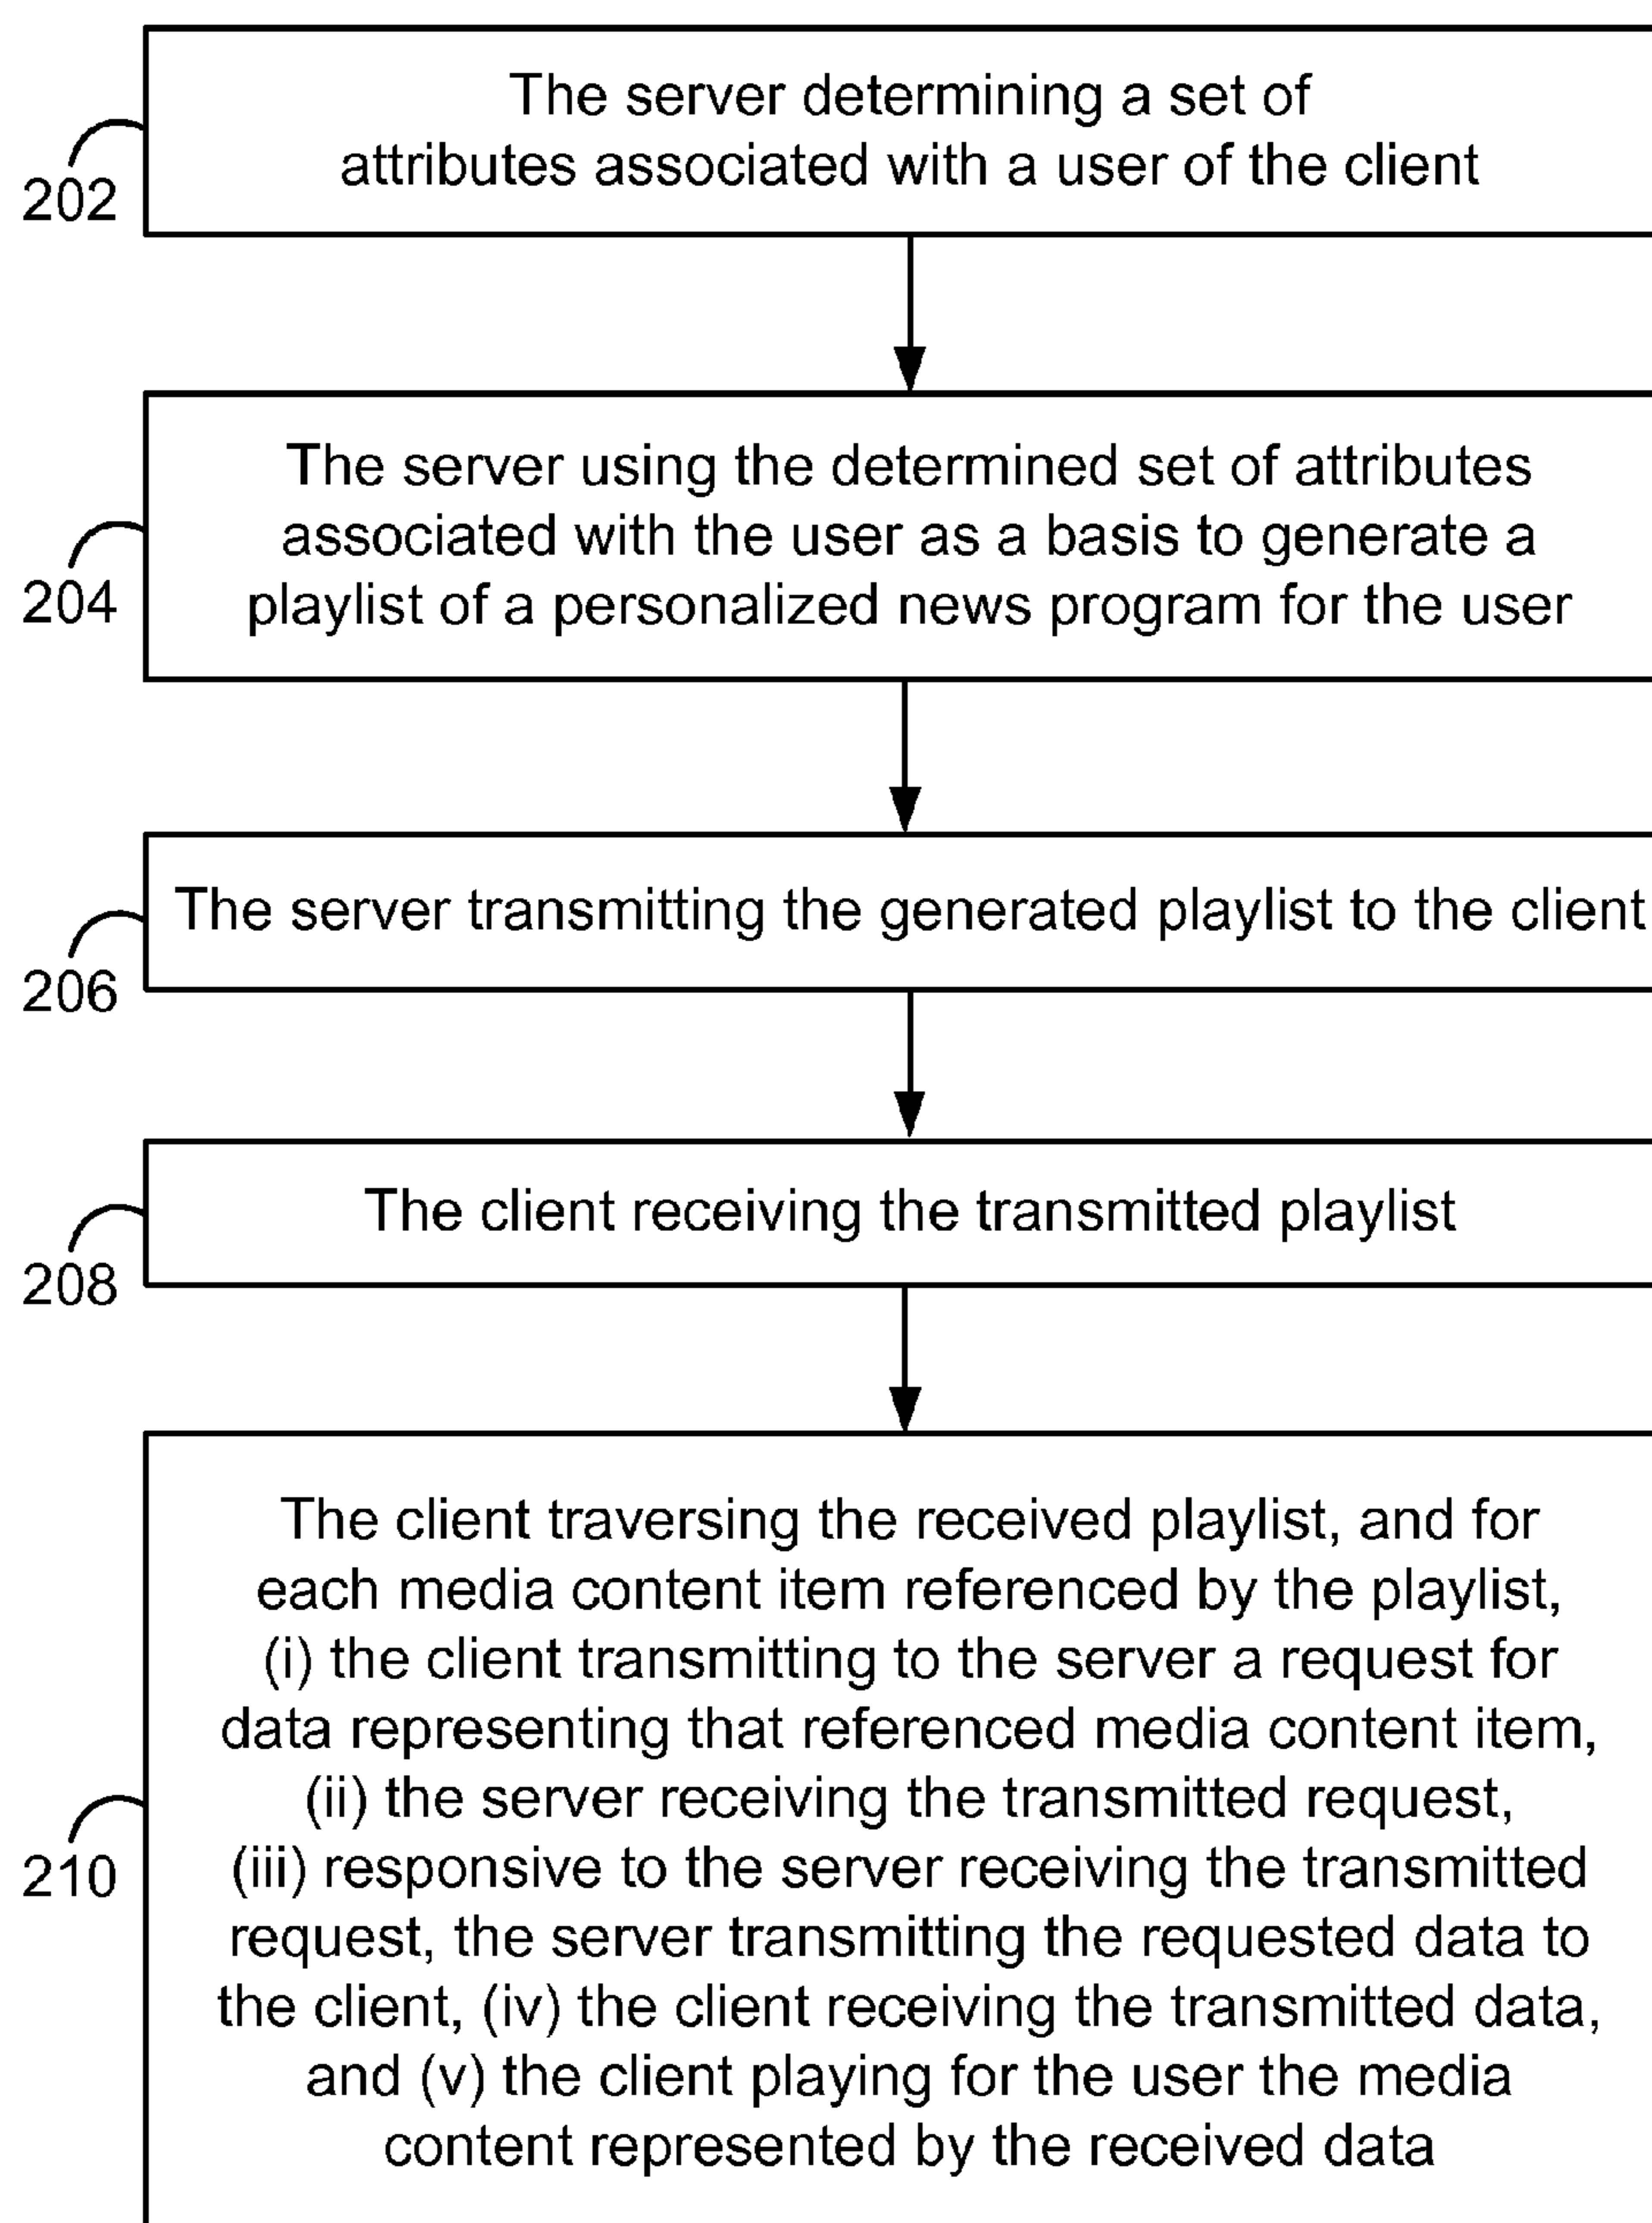 The server determining a set of
attributes associated with a user of the client
202
The server using the determined set of attributes
associated with the user as a basis to generate a
playlist of a personalized news program for the user
204
The server transmitting the generated playlist to the client
206
The client receiving the transmitted playlist
208
The client traversing the received playlist, and for
each media content item referenced by the playlist,
(i) the client transmitting to the server a request for
data representing that referenced media content item,
(ii) the server receiving the transmitted request,
(iii) responsive to the server receiving the transmitted
request, the server transmitting the requested data to
the client, (iv) the client receiving the transmitted data,
and (v) the client playing for the user the media
content represented by the received data
210